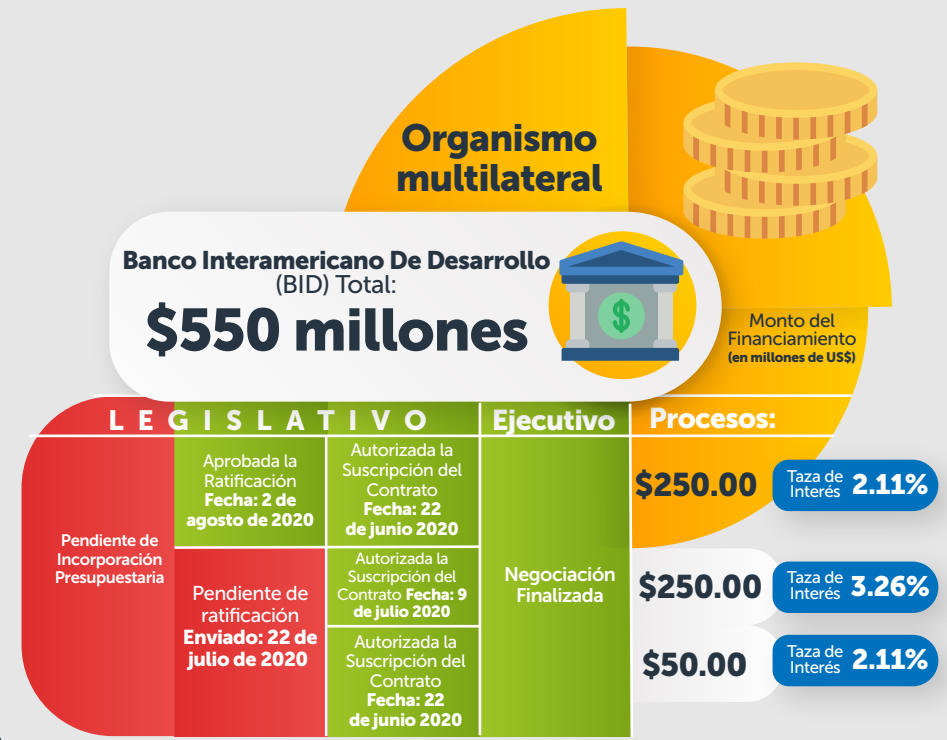 Organismo
multilateral
Banco Interamericano De Desarrollo
(BID) Total:
$550 millones
Monto del
Financiamiento
(en millones de US$)
LEGISLATIVO
Ejecutivo
Procesos:
Pendiente de
Incorporación
Presupuestaria
Aprobada la
Ratificación
Fecha: 2 de
agosto de 2020
Autorizada la
Suscripción del
Contrato
Fecha: 22
de junio 2020
Pendiente de
ratificación
Enviado: 22 de
julio de 2020
Autorizada la
Suscripción del
Contrato Fecha: 9
de julio 2020
Autorizada la
Suscripción del
Contrato
Fecha: 22
de junio 2020
Negociación
Finalizada
$250.00
Taza de
Interés
2.11%
$250.00
Taza de
Interés
3.26%
$50.00
Taza de
Interés
2.11%